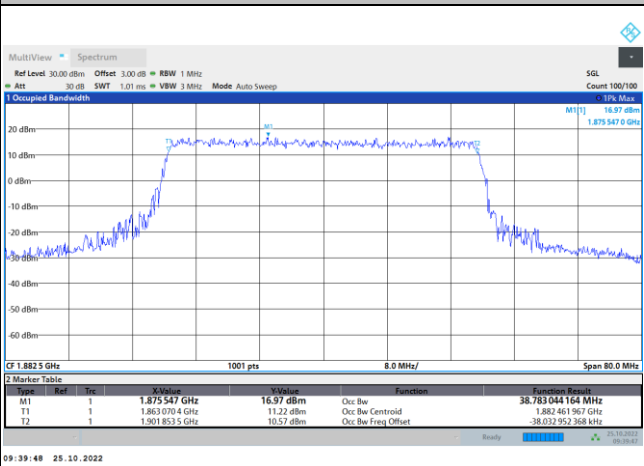 MultiView Spectrum
Ref Level 30.00 dBm Offset 3.00 dB RBW 1 MHz SGL
Att 30 dB SWT 1.01 ms VBW 3 MHz Mode Auto Sweep Count 100/100
1 Occupied Bandwidth 1Pk Max
M1[1] 16.97 dBm
1.875 547 0 GHz
M1
20 dBm
T1 T2
10 dBm
0 dBm
-10 dBm
-20 dBm
-30 dBm
-40 dBm
-50 dBm
-60 dBm
CF 1.882 5 GHz 1001 pts 8.0 MHz/ Span 80.0 MHz
2 Marker Table
Type Ref Trc X-Value Y-Value Function Function Result
M1 1 1.875 547 GHz 16.97 dBm Occ Bw 38.783 044 164 MHz
T1 1 1.863 070 4 GHz 11.22 dBm Occ Bw Centroid 1.882 461 967 GHz
T2 1 1.901 853 5 GHz 10.57 dBm Occ Bw Freq Offset -38.032 952 368 kHz
Ready 25.10.2022
09:39:47
09:39:48 25.10.2022